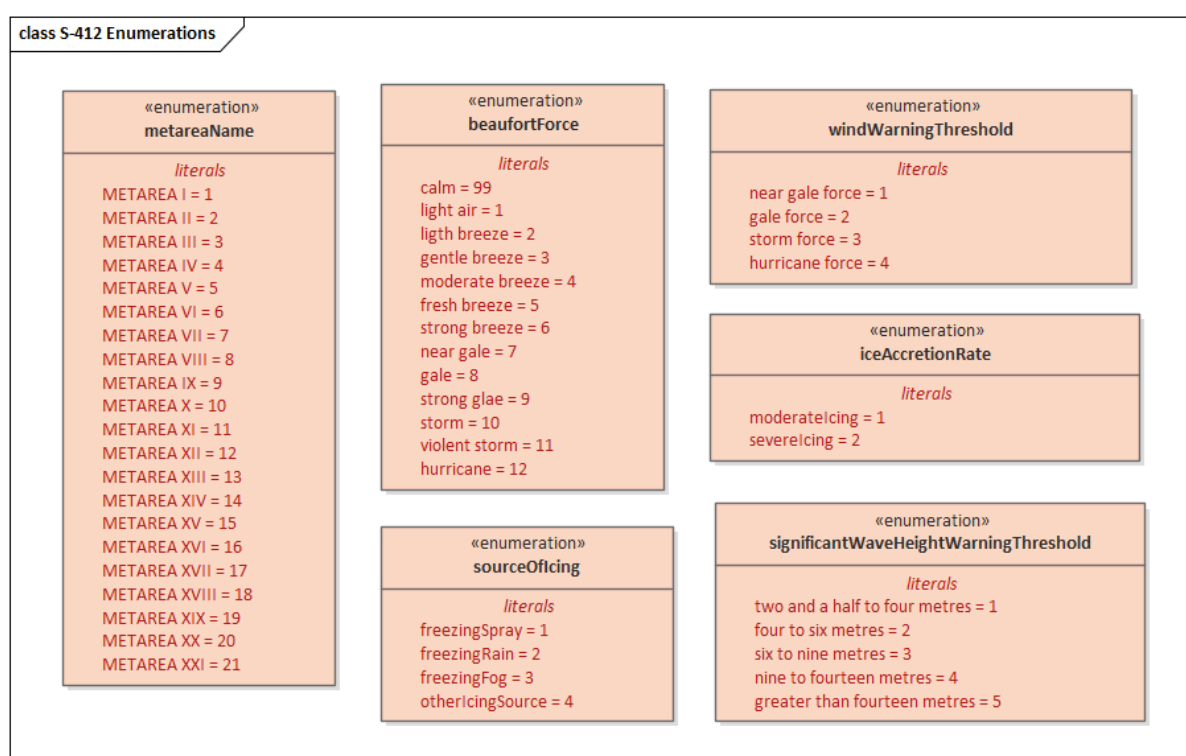 class S-412 Enumerations
«enumeration»
metareaName
literals
METAREA I = 1
METAREA II = 2
METAREA III = 3
METAREA IV = 4
METAREA V = 5
METAREA VI = 6
METAREA VII = 7
METAREA VIII = 8
METAREA IX = 9
METAREA X = 10
METAREA XI = 11
METAREA XII = 12
METAREA XIII = 13
METAREA XIV = 14
METAREA XV = 15
METAREA XVI = 16
METAREA XVII = 17
METAREA XVIII = 18
METAREA XIX = 19
METAREA XX = 20
METAREA XXI = 21
«enumeration»
beaufortForce
literals
calm = 99
light air = 1
ligth breeze = 2
gentle breeze = 3
moderate breeze = 4
fresh breeze = 5
strong breeze = 6
near gale = 7
gale = 8
strong glae = 9
storm = 10
violent storm = 11
hurricane = 12
«enumeration»
sourceOfIcing
literals
freezingSpray = 1
freezingRain = 2
freezingFog = 3
otherIcingSource = 4
«enumeration»
windWarningThreshold
literals
near gale force = 1
gale force = 2
storm force = 3
hurricane force = 4
«enumeration»
iceAccretionRate
literals
moderateIcing = 1
severeIcing = 2
«enumeration»
significantWaveHeightWarningThreshold
literals
two and a half to four metres = 1
four to six metres = 2
six to nine metres = 3
nine to fourteen metres = 4
greater than fourteen metres = 5